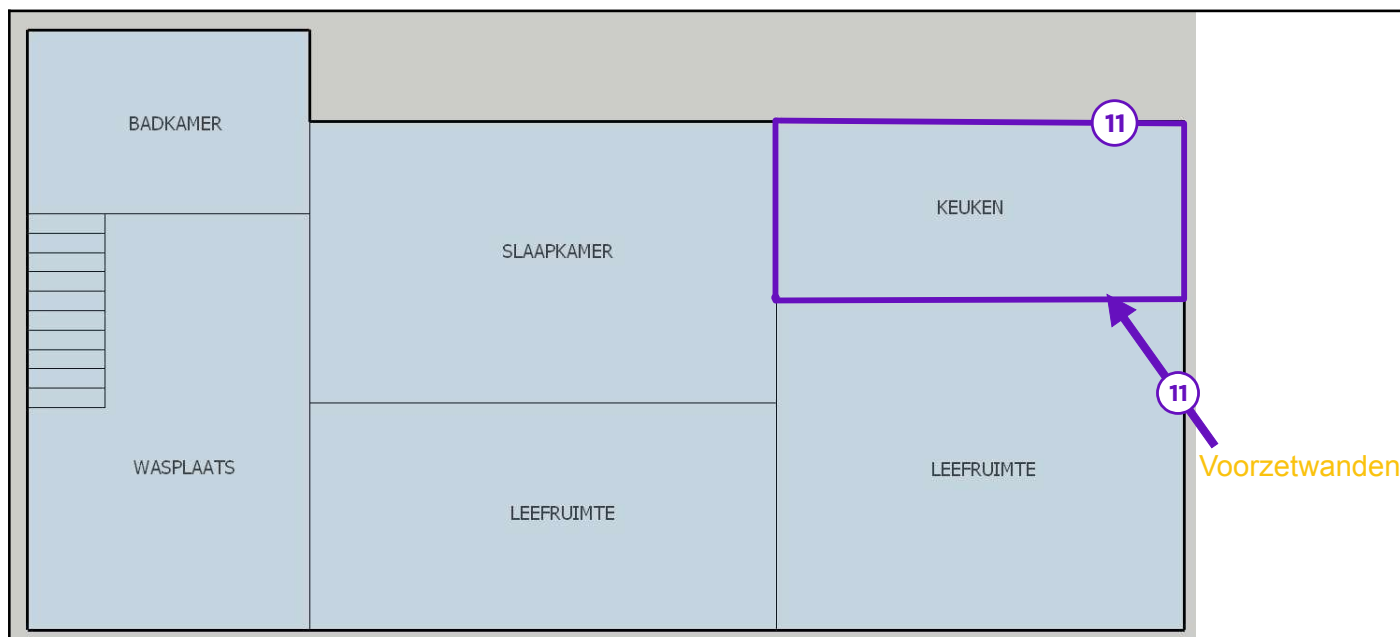 BADKAMER
11
KEUKEN
SLAAPKAMER
11
WASPLAATS
LEEFRUIMTE
Voorzetwanden
LEEFRUIMTE